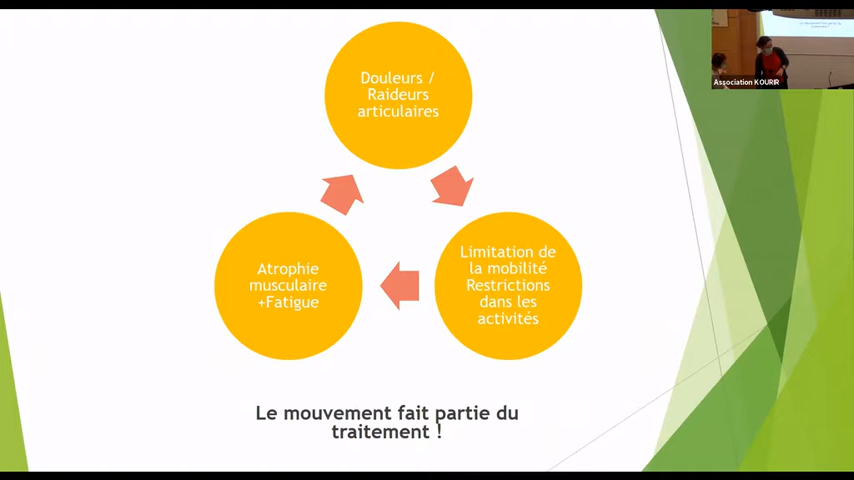 Douleurs /
Raideurs
articulaires
Limitation de
la mobilité
Restrictions
dans les
activités
Atrophie
musculaire
+Fatigue
Le mouvement fait partie du
traitement !
Association KOURIR